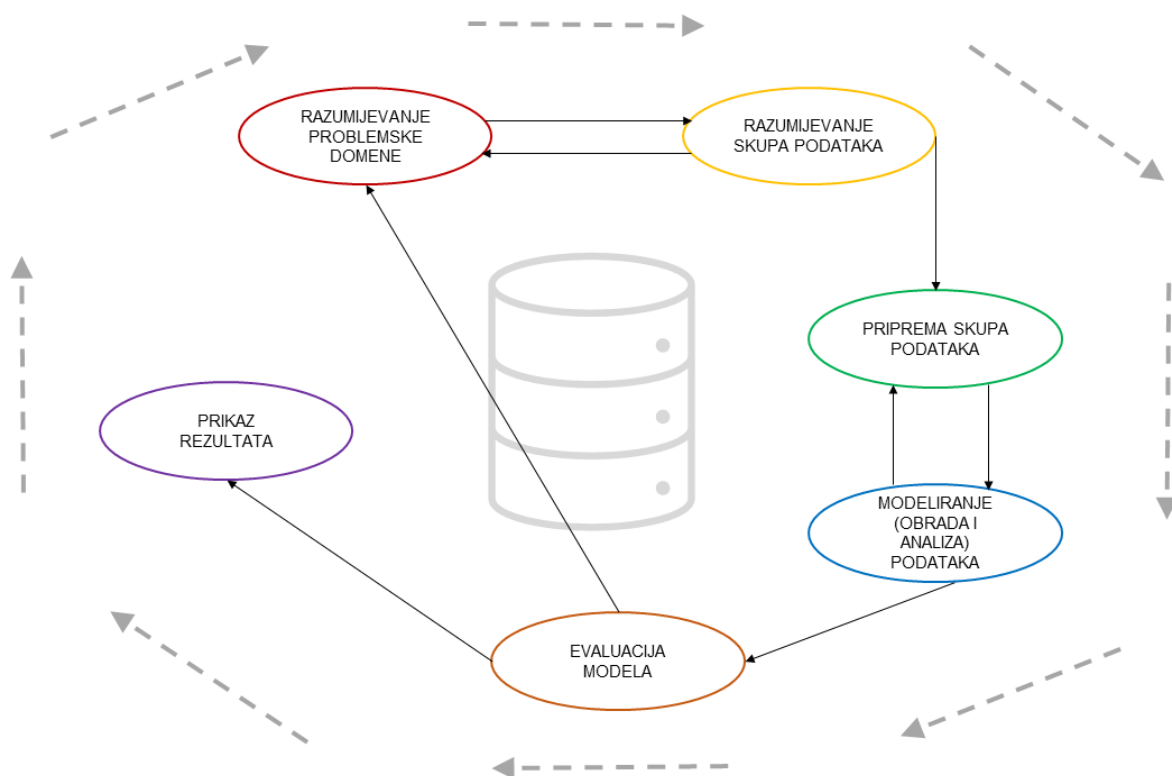 RAZUMIJEVANJE
PROBLEMSKE
DOMENE
RAZUMIJEVANJE
SKUPA PODATAKA
PRIPREMA SKUPA
PODATAKA
MODELIRANJE
(OBRADA I
ANALIZA)
PODATAKA
EVALUACIJA
MODELA
PRIKAZ
REZULTATA